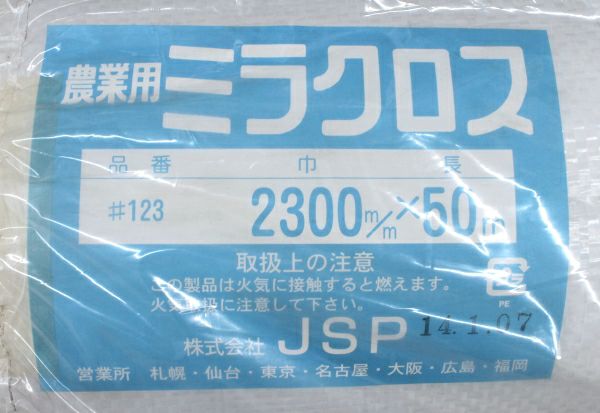 農業用 ミラクロス
品番 巾 長
#123 2300m/m×50m
取扱上の注意
この製品は火気に接触すると燃えます。
火気取扱に注意して下さい。
PE
株式会社 JSP 14.1.07
営業所 札幌・仙台・東京・名古屋・大阪・広島・福岡